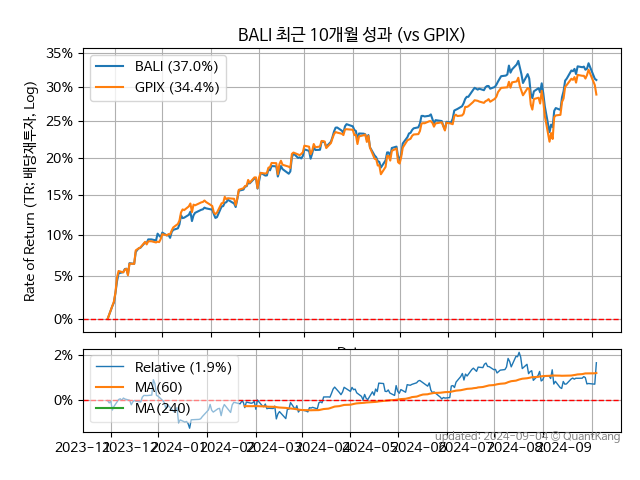 BALI 최근 10개월 성과 (vs GPIX)
Rate of Return (TR: 배당재투자, Log)
35%
30%
25%
20%
15%
10%
5%
0%
BALI (37.0%)
GPIX (34.4%)
2%
0%
Relative (1.9%)
MA(60)
MA(240)
2023-11
2023-12
2024-01
2024-02
2024-03
2024-04
2024-05
2024-06
2024-07
2024-08
2024-09
updated: 2024-09-04 © QuantKang